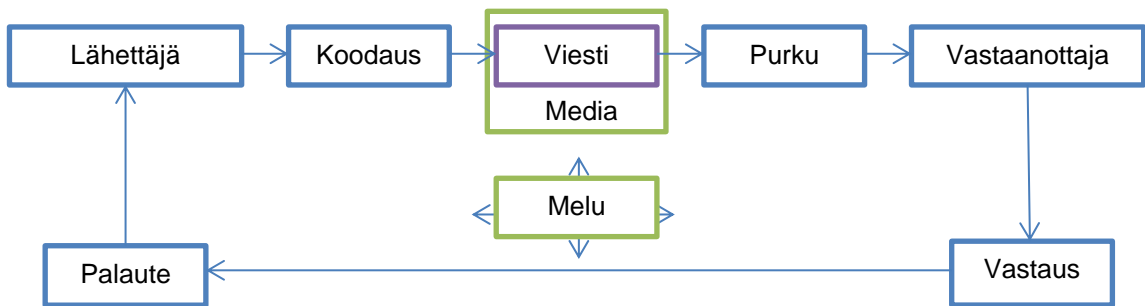 Lähettäjä
Koodaus
Viesti
Purku
Vastaanottaja
Media
Melu
Palaute
Vastaus